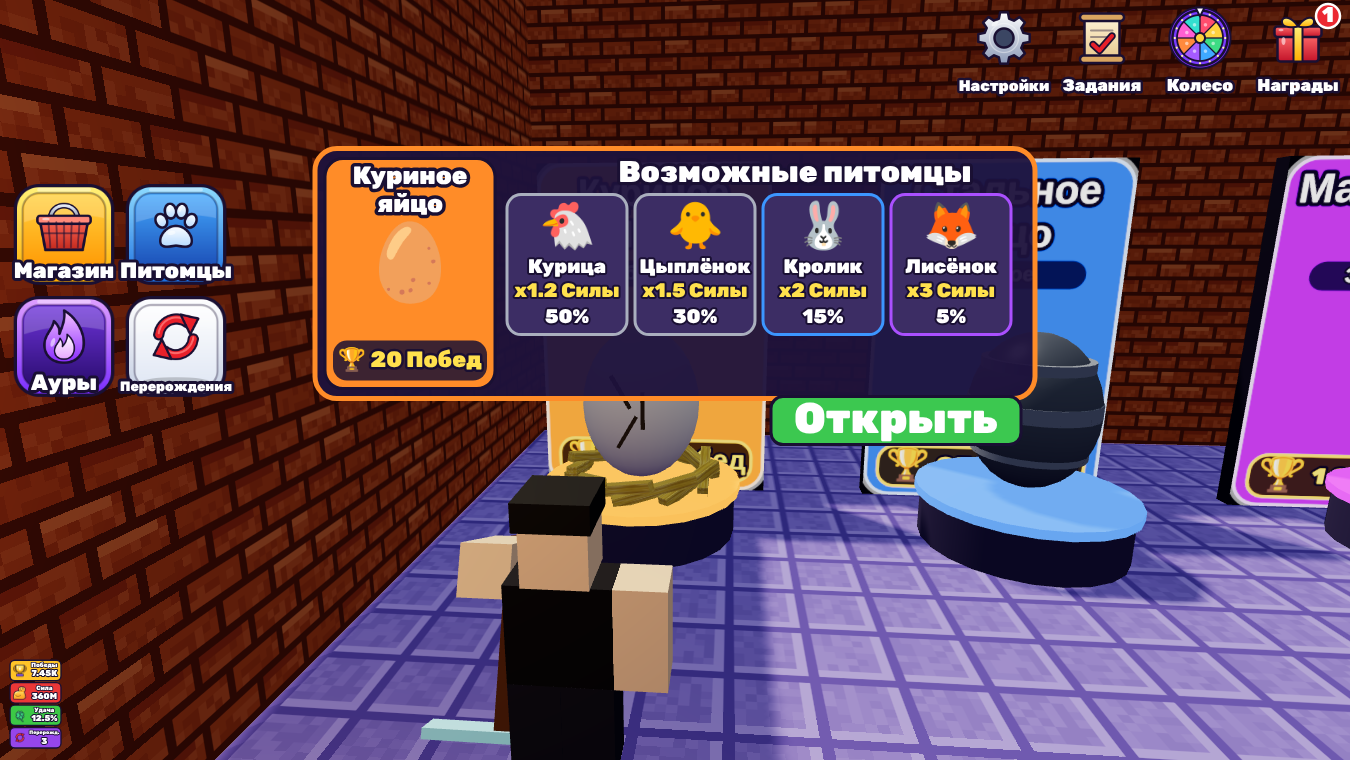 1
Настройки
Задания
Колесо
Награды
Куриное
яйцо
20 Побед
Возможные питомцы
Курица
x1.2 Силы
50%
Цыплёнок
x1.5 Силы
30%
Кролик
x2 Силы
15%
Лисёнок
x3 Силы
5%
Открыть
Магазин
Питомцы
Ауры
Перерождения
Победы
7.45K
Сила
360M
Удача
12.5%
Перерожд.
3